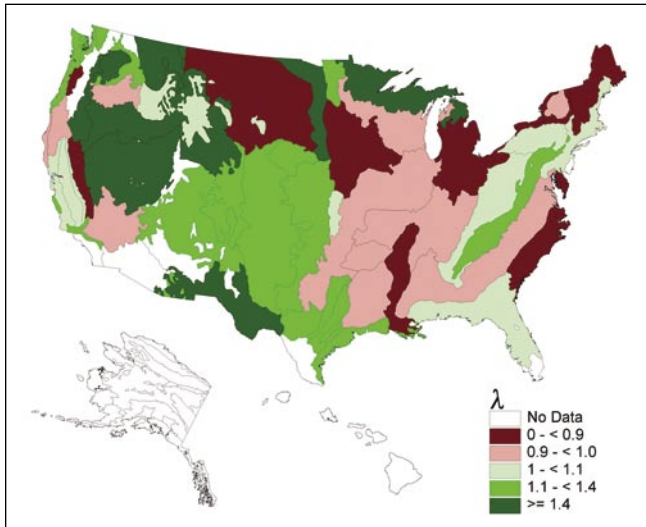 λ
No Data
0 - < 0.9
0.9 - < 1.0
1 - < 1.1
1.1 - < 1.4
>= 1.4